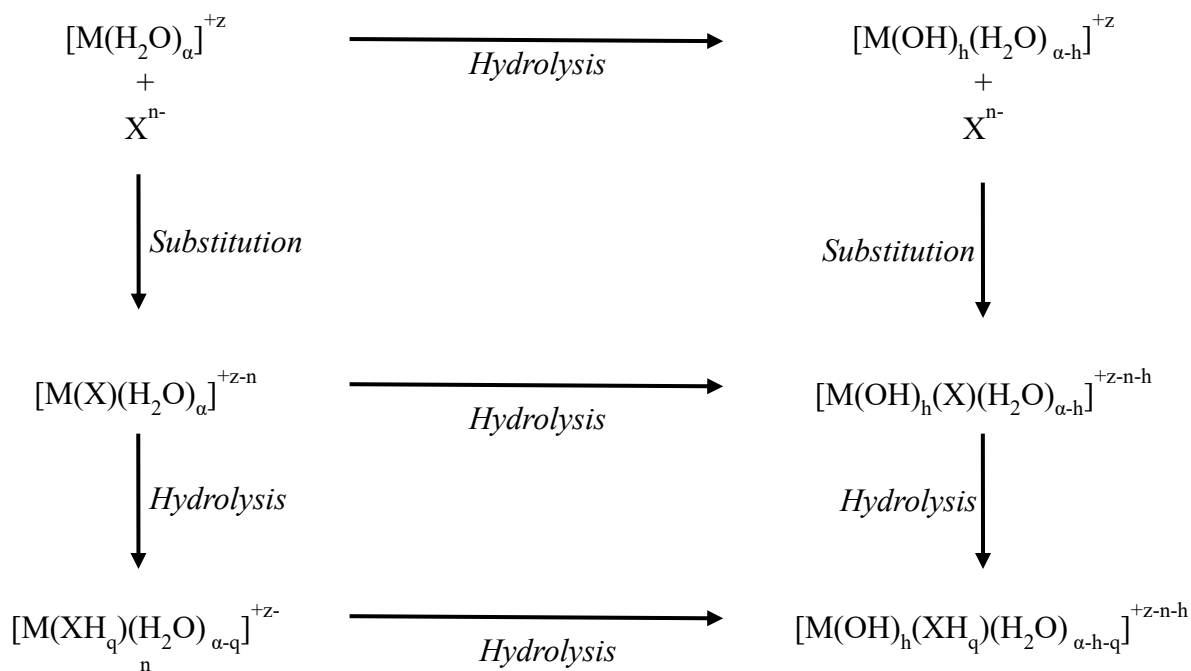 [M(H₂O)α]⁺ᶻ
Hydrolysis
[M(OH)ₕ(H₂O) α-h]⁺ᶻ
+
+
Xⁿ⁻
Xⁿ⁻
Substitution
Substitution
[M(X)(H₂O)α]⁺ᶻ⁻ⁿ
Hydrolysis
[M(OH)ₕ(X)(H₂O)α-h]⁺ᶻ⁻ⁿ⁻ʰ
Hydrolysis
Hydrolysis
[M(XHq)(H₂O) α-q]⁺ᶻ⁻
n
Hydrolysis
[M(OH)ₕ(XHq)(H₂O) α-h-q]⁺ᶻ⁻ⁿ⁻ʰ